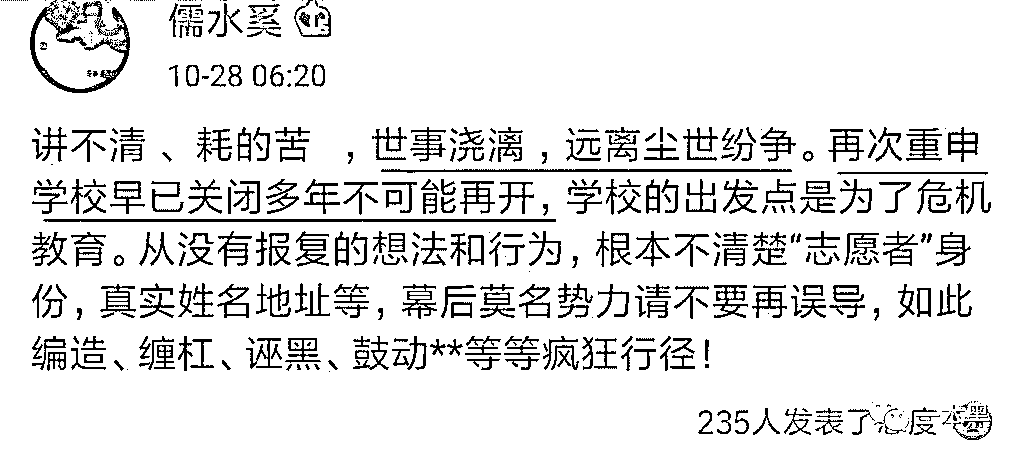 儒水奚
10-28 06:20
讲不清 、耗的苦 ，世事浇漓，远离尘世纷争。再次重申
学校早已关闭多年不可能再开，学校的出发点是为了危机
教育。从没有报复的想法和行为，根本不清楚“志愿者”身
份，真实姓名地址等，幕后莫名势力请不要再误导，如此
编造、缠杠、诬黑、鼓动**等等疯狂行径！
235人发表了 度 一本黑